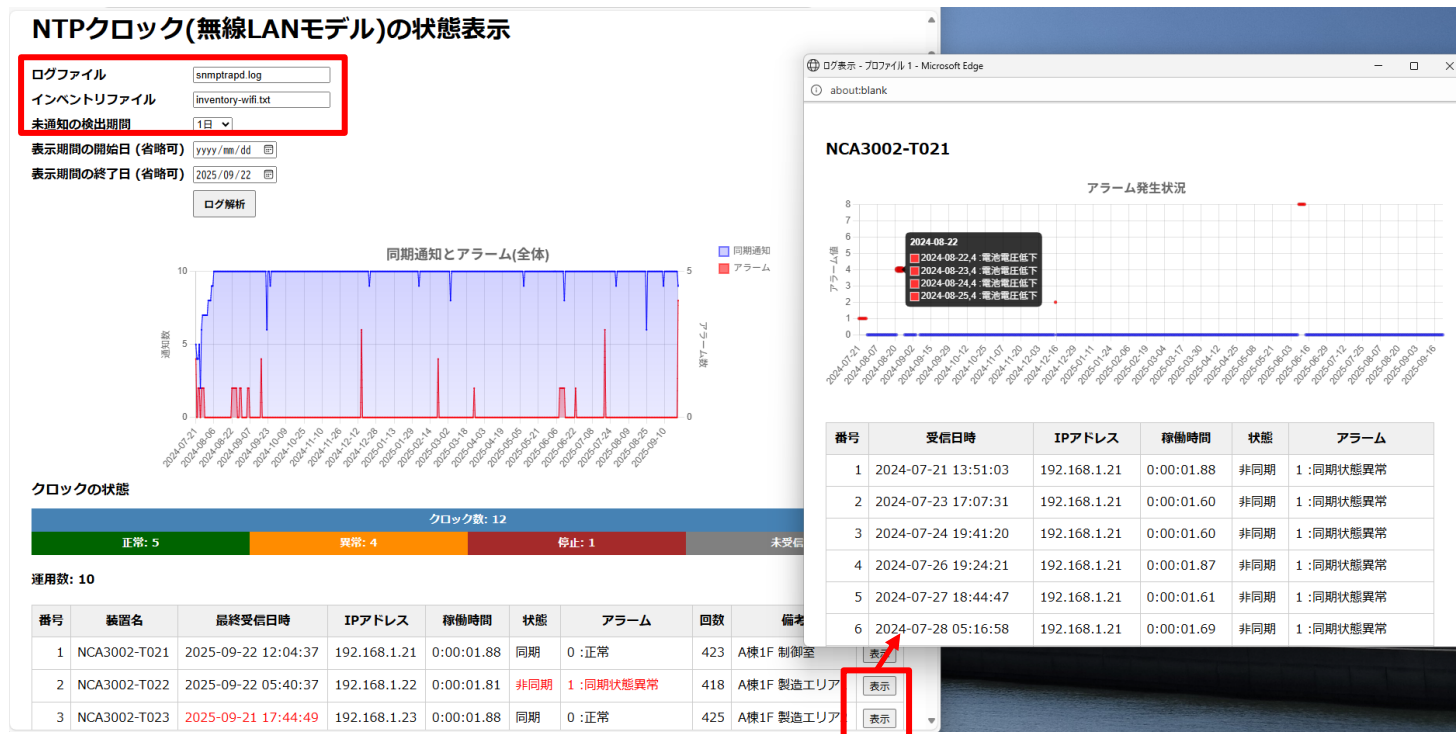 NTPクロック(無線LANモデル)の状態表示
ログファイル snmptrapd.log
インベントリファイル inventory-wifi.txt
未通知の検出期間 1日
表示期間の開始日 (省略可) yyyy/mm/dd
表示期間の終了日 (省略可) 2025/09/22
ログ解析
同期通知とアラーム(全体)
同期通知
アラーム
10
5
0
通知数
5
0
アラーム数
2024-07-21
2024-08-06
2024-08-22
2024-09-07
2024-09-23
2024-10-09
2024-10-25
2024-11-10
2024-11-26
2024-12-12
2024-12-28
2025-01-13
2025-01-29
2025-02-14
2025-03-02
2025-03-18
2025-04-03
2025-04-19
2025-05-05
2025-05-21
2025-06-06
2025-06-22
2025-07-08
2025-07-24
2025-08-09
2025-08-25
2025-09-10
クロックの状態
クロック数: 12
正常: 5 異常: 4 停止: 1 未受信
運用数: 10
番号 装置名 最終受信日時 IPアドレス 稼働時間 状態 アラーム 回数 備考
1 NCA3002-T021 2025-09-22 12:04:37 192.168.1.21 0:00:01.88 同期 0 :正常 423 A棟1F 制御室 表示
2 NCA3002-T022 2025-09-22 05:40:37 192.168.1.22 0:00:01.81 非同期 1 :同期状態異常 418 A棟1F 製造エリア 表示
3 NCA3002-T023 2025-09-21 17:44:49 192.168.1.23 0:00:01.88 同期 0 :正常 425 A棟1F 製造エリア 表示
ログ表示 - プロファイル 1 - Microsoft Edge
about:blank
NCA3002-T021
アラーム発生状況
8
7
6
5
4
3
2
1
0
アラーム値
2024-08-22
2024-08-22,4 :電池電圧低下
2024-08-23,4 :電池電圧低下
2024-08-24,4 :電池電圧低下
2024-08-25,4 :電池電圧低下
2024-07-21
2024-08-07
2024-08-20
2024-09-02
2024-09-15
2024-09-29
2024-10-12
2024-10-25
2024-11-07
2024-11-20
2024-12-03
2024-12-16
2024-12-29
2025-01-11
2025-01-24
2025-02-06
2025-02-19
2025-03-04
2025-03-17
2025-03-30
2025-04-12
2025-04-25
2025-05-08
2025-05-21
2025-06-03
2025-06-16
2025-06-29
2025-07-12
2025-07-25
2025-08-07
2025-08-20
2025-09-03
2025-09-16
番号 受信日時 IPアドレス 稼働時間 状態 アラーム
1 2024-07-21 13:51:03 192.168.1.21 0:00:01.88 非同期 1 :同期状態異常
2 2024-07-23 17:07:31 192.168.1.21 0:00:01.60 非同期 1 :同期状態異常
3 2024-07-24 19:41:20 192.168.1.21 0:00:01.60 非同期 1 :同期状態異常
4 2024-07-26 19:24:21 192.168.1.21 0:00:01.87 非同期 1 :同期状態異常
5 2024-07-27 18:44:47 192.168.1.21 0:00:01.61 非同期 1 :同期状態異常
6 2024-07-28 05:16:58 192.168.1.21 0:00:01.69 非同期 1 :同期状態異常